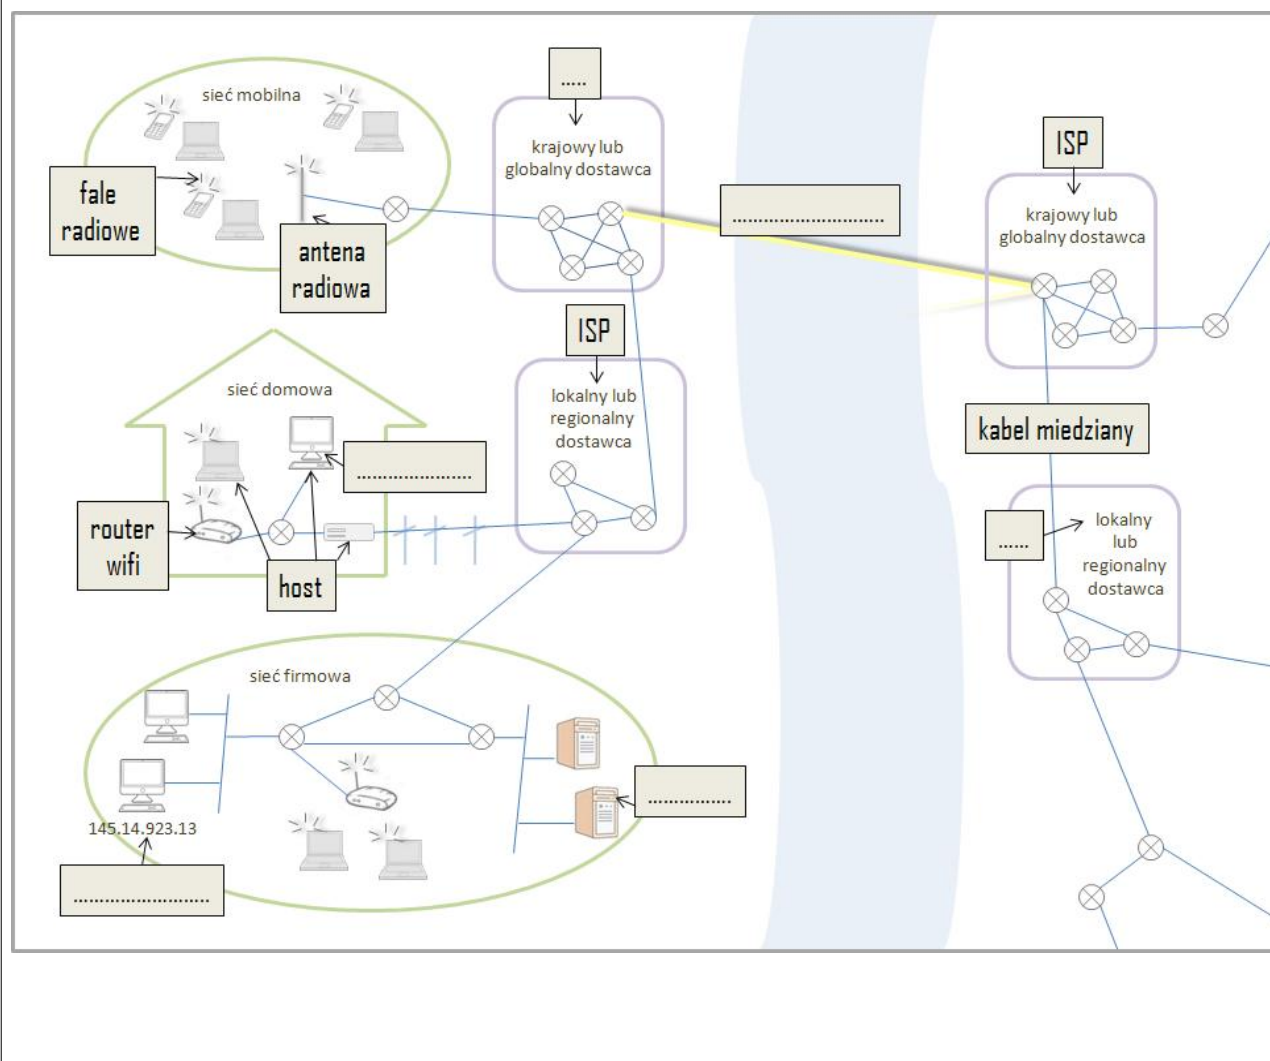 sieć mobilna
fale
radiowe
antena
radiowa
.....
krajowy lub
globalny dostawca
.............................
ISP
krajowy lub
globalny dostawca
ISP
lokalny lub
regionalny
dostawca
sieć domowa
......................
router
wifi
host
kabel miedziany
......
lokalny
lub
regionalny
dostawca
sieć firmowa
145.14.923.13
..........................
................